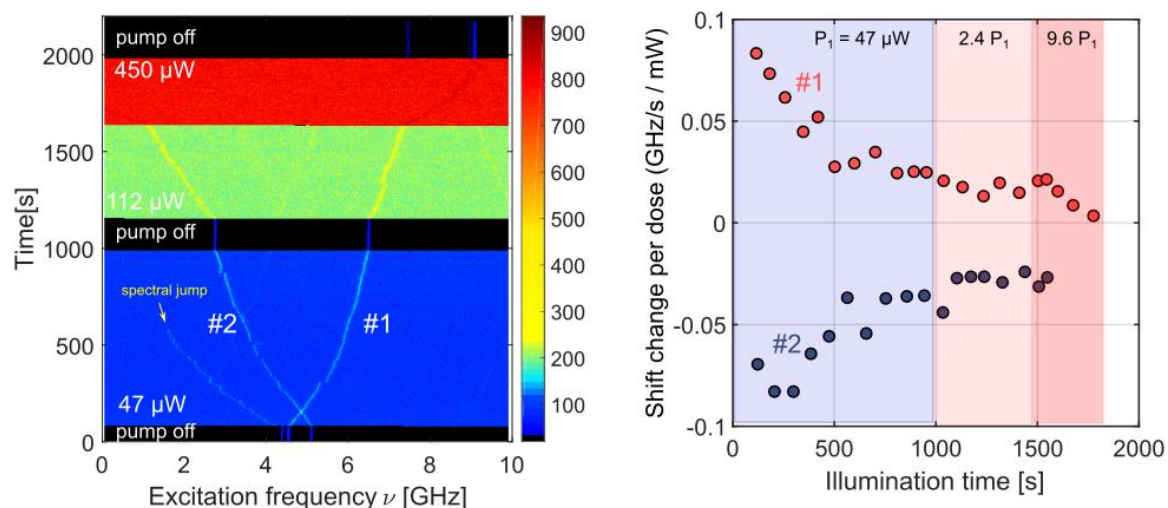 pump off
450 µW
112 µW
pump off
spectral jump
#2
#1
47 µW
pump off
Time[s]
2000
1500
1000
500
0
0
2
4
6
8
10
Excitation frequency ν [GHz]
900
800
700
600
500
400
300
200
100
P₁ = 47 µW
2.4 P₁
9.6 P₁
#1
#2
Shift change per dose (GHz/s / mW)
0.1
0.05
0
-0.05
-0.1
0
500
1000
1500
2000
Illumination time [s]